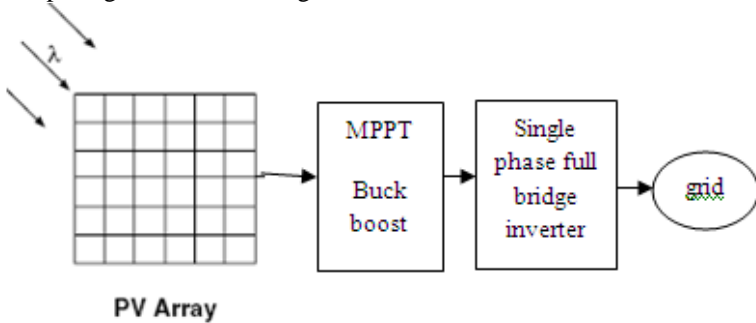 λ
MPPT
Buck
boost
Single
phase full
bridge
inverter
grid
PV Array